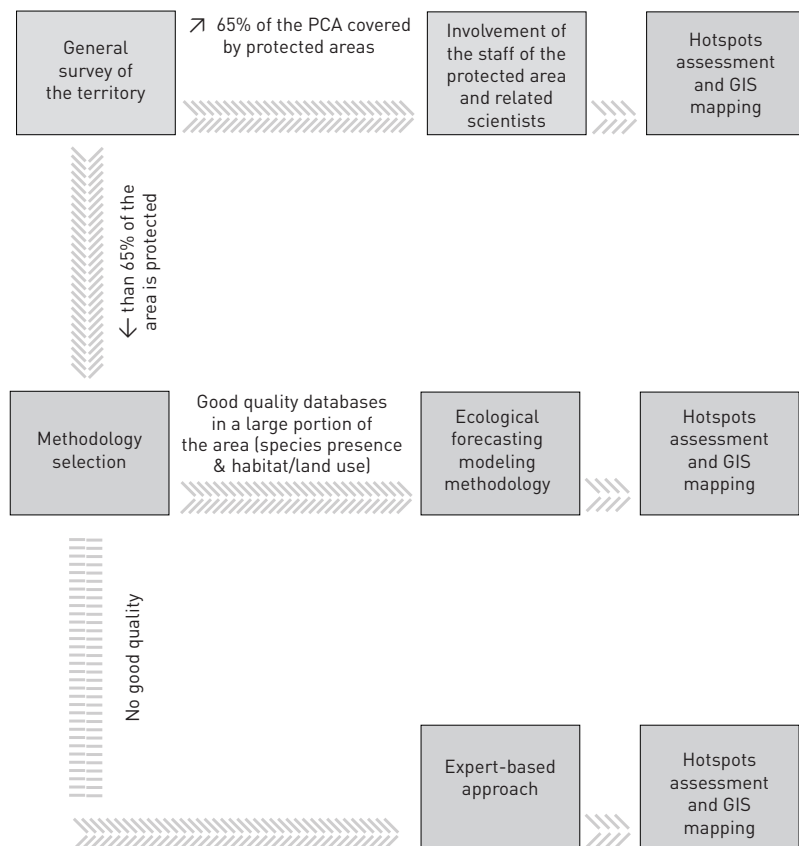 General
survey of
the territory
↗ 65% of the PCA covered
by protected areas
Involvement of
the staff of the
protected area
and related
scientists
Hotspots
assessment
and GIS
mapping
← than 65% of the
area is protected
Methodology
selection
Good quality databases
in a large portion of
the area (species presence
& habitat/land use)
Ecological
forecasting
modeling
methodology
Hotspots
assessment
and GIS
mapping
No good quality
Expert-based
approach
Hotspots
assessment
and GIS
mapping